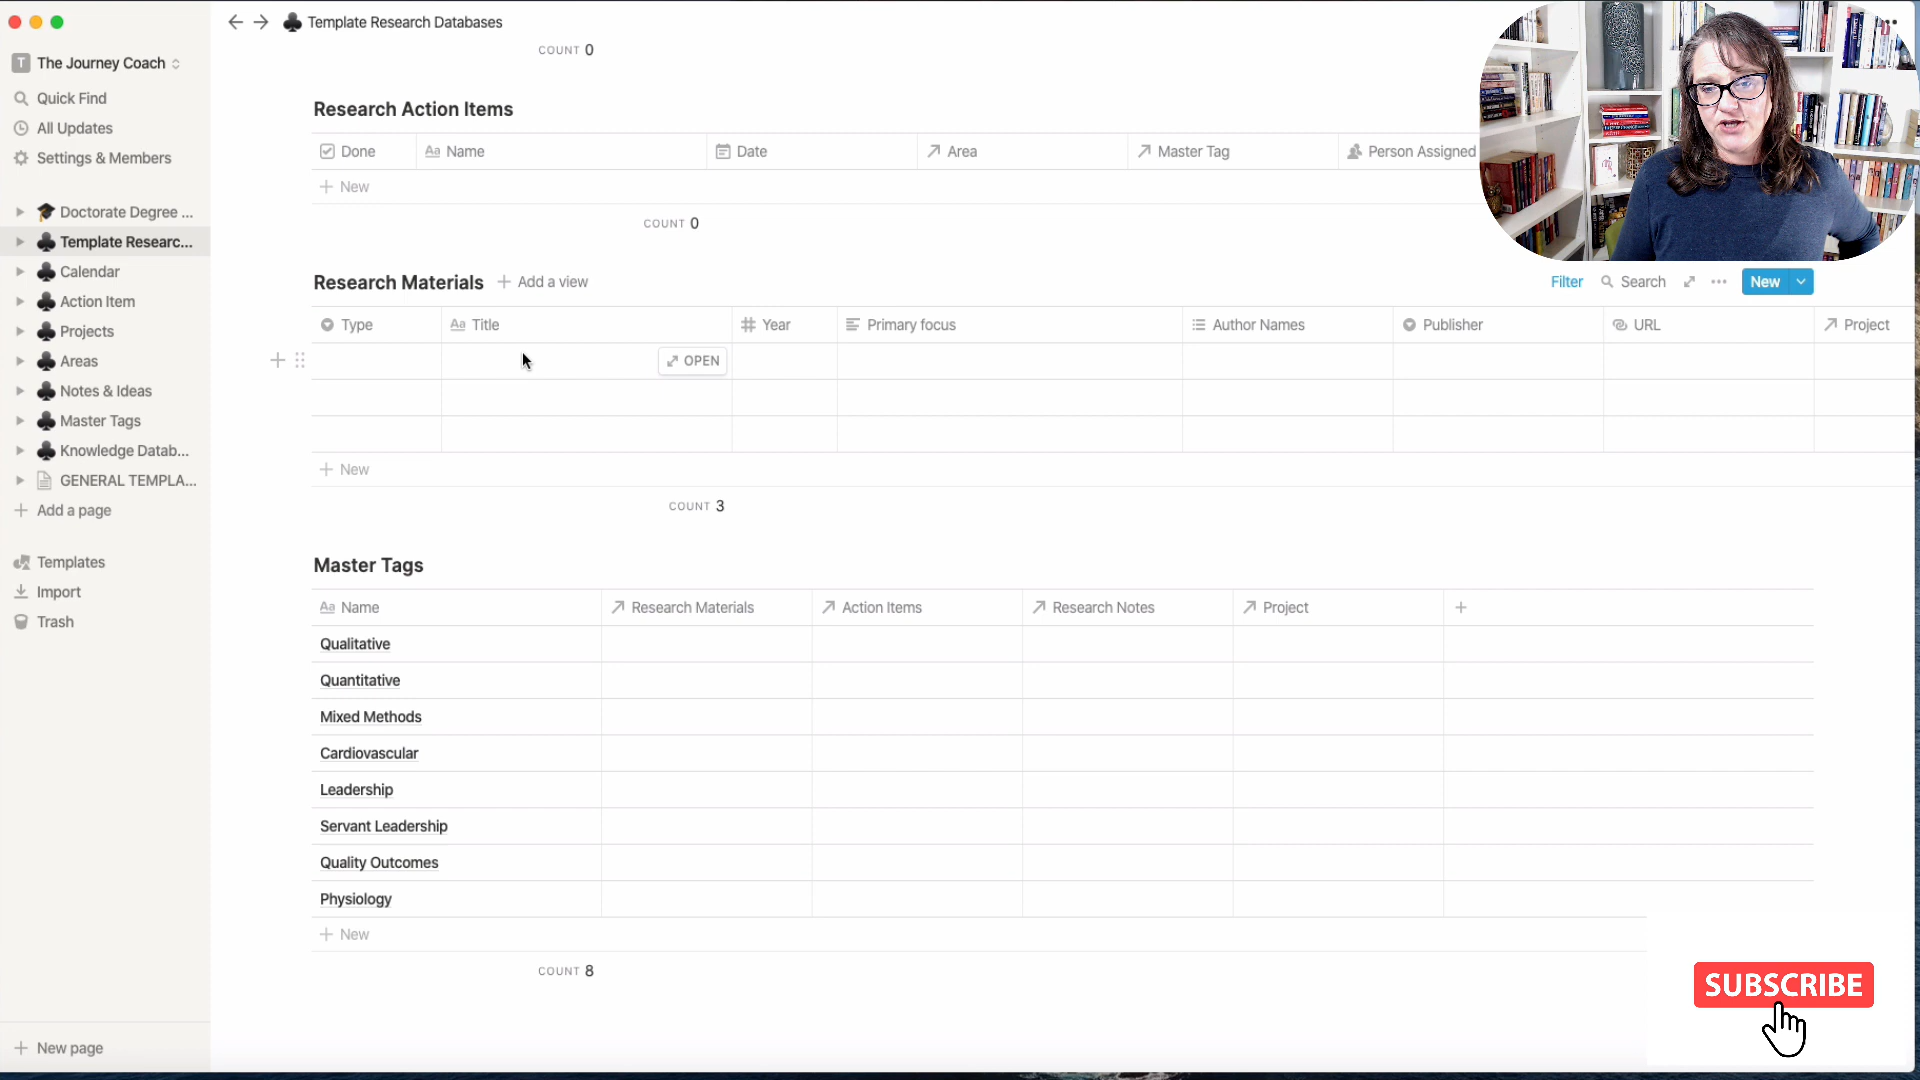 Template Research Databases
COUNT 0
T The Journey Coach
Quick Find
All Updates
Settings & Members
Doctorate Degree ...
Template Researc...
Calendar
Action Item
Projects
Areas
Notes & Ideas
Master Tags
Knowledge Datab...
GENERAL TEMPLA...
Add a page
Templates
Import
Trash
New page
Research Action Items
Done Aa Name Date Area Master Tag Person Assigned
New
COUNT 0
Research Materials Add a view Filter Search New
Type Aa Title Year Primary focus Author Names Publisher URL Project
OPEN
New
COUNT 3
Master Tags
Aa Name Research Materials Action Items Research Notes Project
Qualitative
Quantitative
Mixed Methods
Cardiovascular
Leadership
Servant Leadership
Quality Outcomes
Physiology
New
COUNT 8
SUBSCRIBE